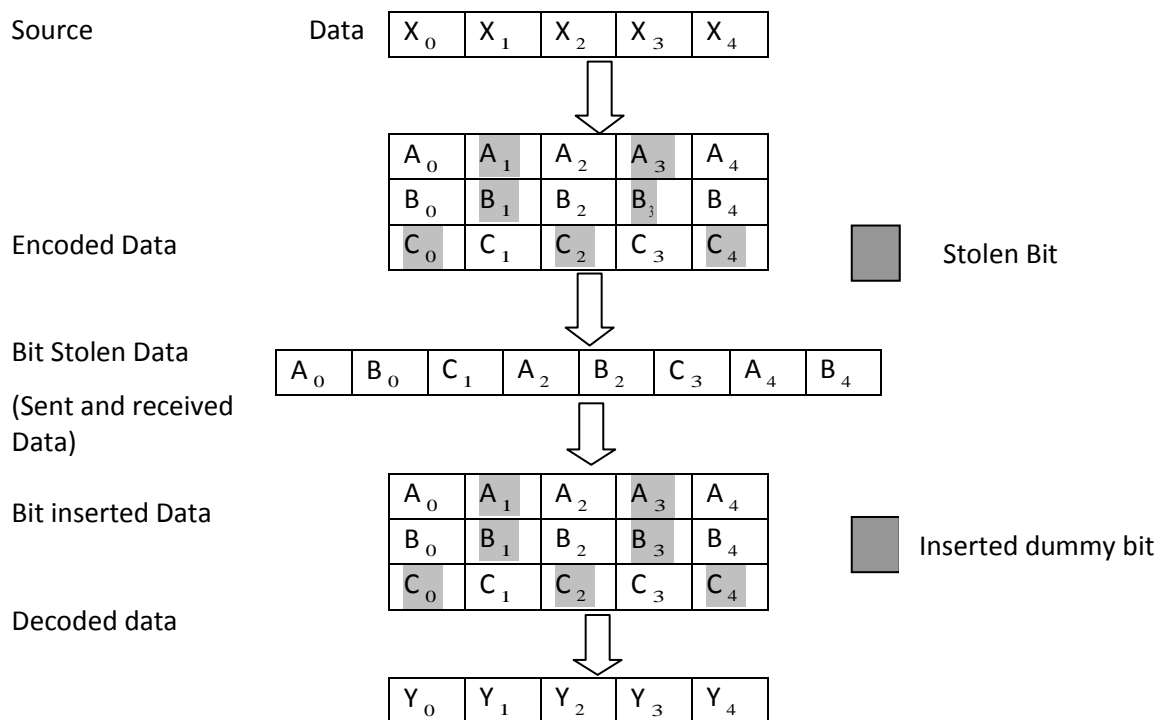 Source Data X₀ X₁ X₂ X₃ X₄
A₀ A₁ A₂ A₃ A₄
B₀ B₁ B₂ B₃ B₄
Encoded Data C₀ C₁ C₂ C₃ C₄ Stolen Bit
Bit Stolen Data
A₀ B₀ C₁ A₂ B₂ C₃ A₄ B₄
(Sent and received
Data)
A₀ A₁ A₂ A₃ A₄
Bit inserted Data
B₀ B₁ B₂ B₃ B₄ Inserted dummy bit
C₀ C₁ C₂ C₃ C₄
Decoded data
Y₀ Y₁ Y₂ Y₃ Y₄